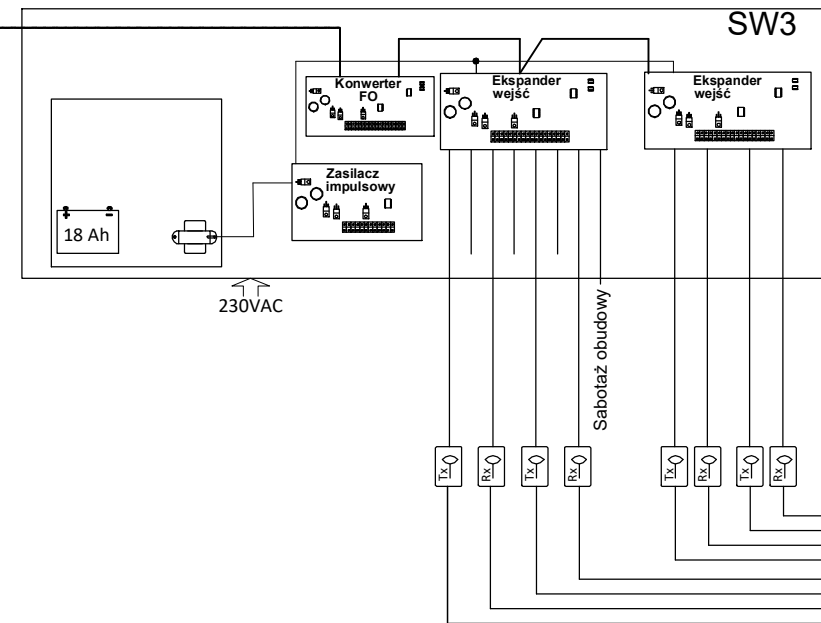 SW3
Konwerter
FO
Ekspander
wejść
Ekspander
wejść
Zasilacz
impulsowy
+ -
18 Ah
230VAC
Sabotaż obudowy
Tx
Rx
Tx
Rx
Tx
Rx
Tx
Rx